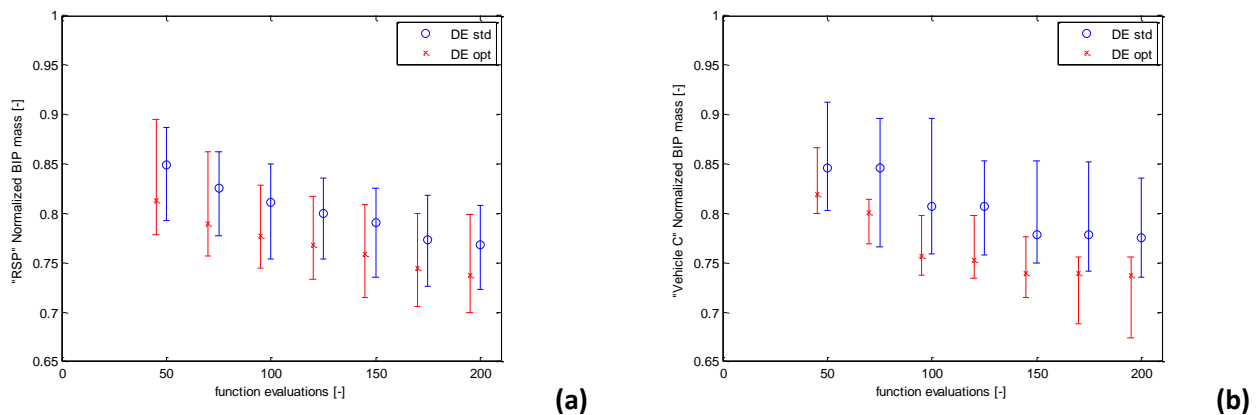 1
0.95
0.9
0.85
0.8
0.75
0.7
0.65
0
50
100
150
200
"RSP" Normalized BIP mass [-]
function evaluations [-]
DE std
DE opt
(a)
1
0.95
0.9
0.85
0.8
0.75
0.7
0.65
0
50
100
150
200
"Vehicle C" Normalized BIP mass [-]
function evaluations [-]
DE std
DE opt
(b)